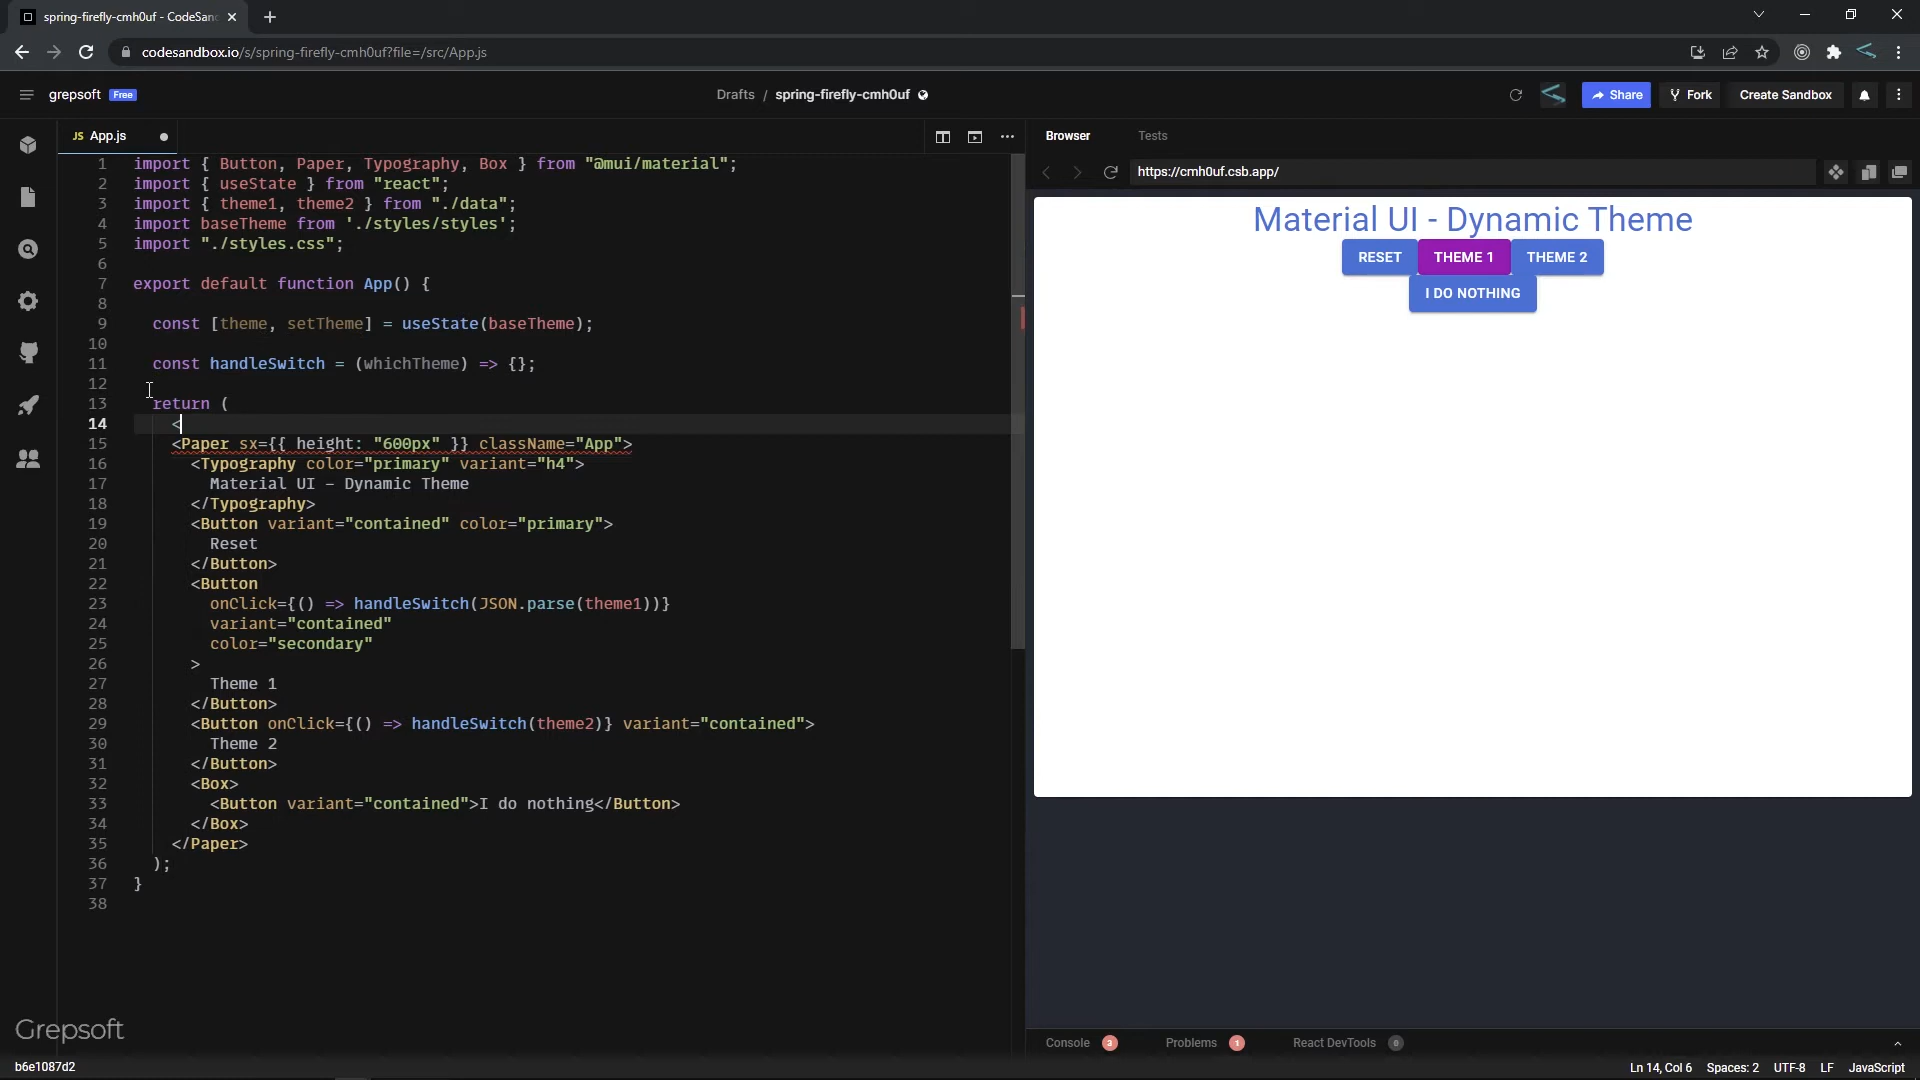 spring-firefly-cmh0uf - CodeSan
codesandbox.io/s/spring-firefly-cmh0uf?file=/src/App.js
grepsoft Free
Drafts / spring-firefly-cmh0uf
Share
Fork
Create Sandbox
JS App.js
1 import { Button, Paper, Typography, Box } from "@mui/material";
2 import { useState } from "react";
3 import { theme1, theme2 } from "./data";
4 import baseTheme from './styles/styles';
5 import "./styles.css";
6
7 export default function App() {
8
9 const [theme, setTheme] = useState(baseTheme);
10
11 const handleSwitch = (whichTheme) => {};
12
13 return (
14 <
15 <Paper sx={{ height: "600px" }} className="App">
16 <Typography color="primary" variant="h4">
17 Material UI - Dynamic Theme
18 </Typography>
19 <Button variant="contained" color="primary">
20 Reset
21 </Button>
22 <Button
23 onClick={() => handleSwitch(JSON.parse(theme1))}
24 variant="contained"
25 color="secondary"
26 >
27 Theme 1
28 </Button>
29 <Button onClick={() => handleSwitch(theme2)} variant="contained">
30 Theme 2
31 </Button>
32 <Box>
33 <Button variant="contained">I do nothing</Button>
34 </Box>
35 </Paper>
36 );
37 }
38
Grepsoft
b6e1087d2
Browser
Tests
https://cmh0uf.csb.app/
Material UI - Dynamic Theme
RESET
THEME 1
THEME 2
I DO NOTHING
Console 3
Problems 1
React DevTools 0
Ln 14, Col 6
Spaces: 2
UTF-8
LF
JavaScript